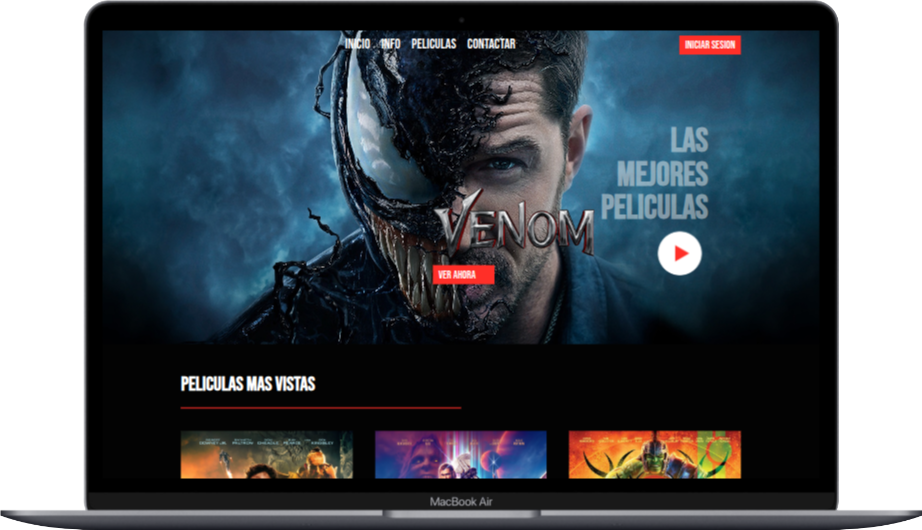 INICIO INFO PELICULAS CONTACTAR
INICIAR SESION
LAS
MEJORES
PELICULAS
VENOM
VER AHORA
PELICULAS MAS VISTAS
MacBook Air